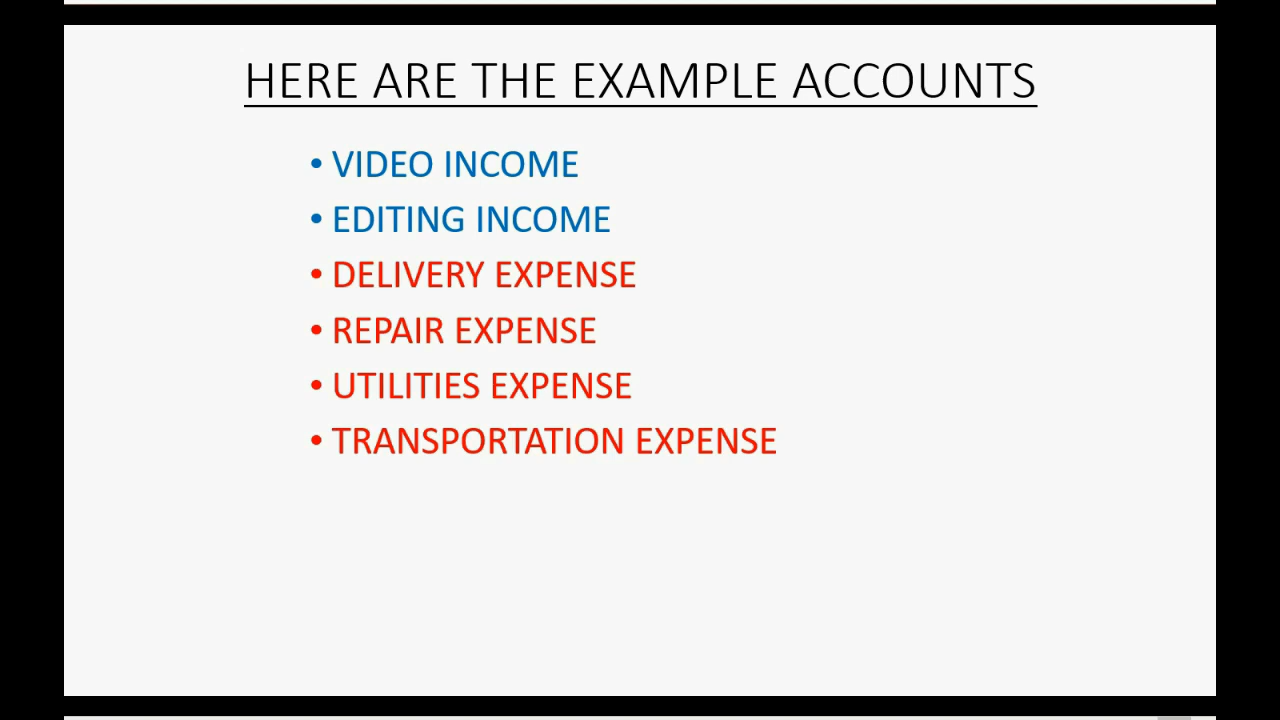 HERE ARE THE EXAMPLE ACCOUNTS
• VIDEO INCOME
• EDITING INCOME
• DELIVERY EXPENSE
• REPAIR EXPENSE
• UTILITIES EXPENSE
• TRANSPORTATION EXPENSE